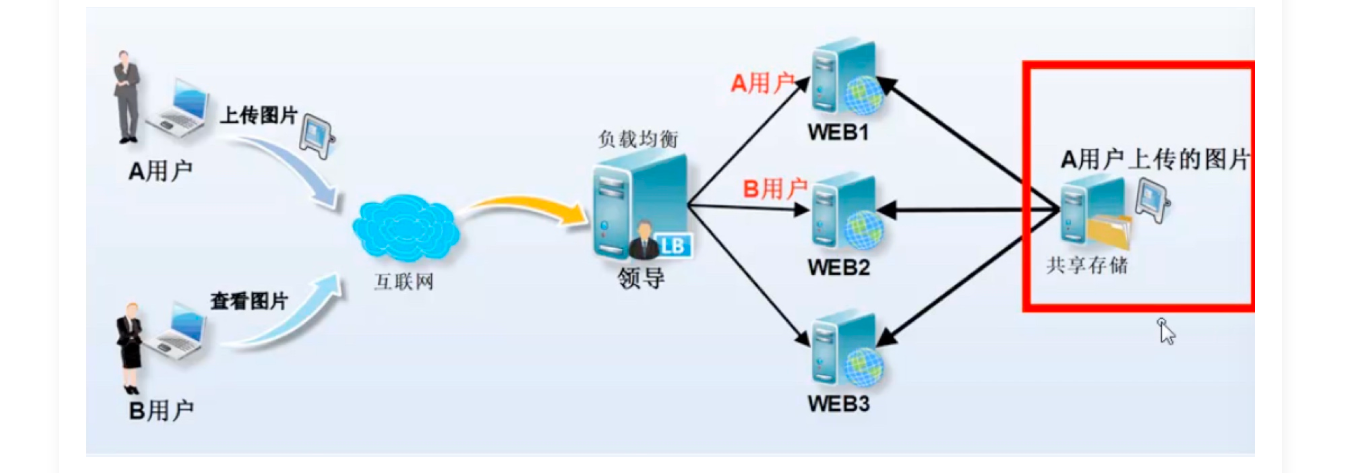 上传图片
A用户
互联网
查看图片
B用户
负载均衡
LB
领导
A用户
WEB1
B用户
WEB2
WEB3
A用户上传的图片
共享存储